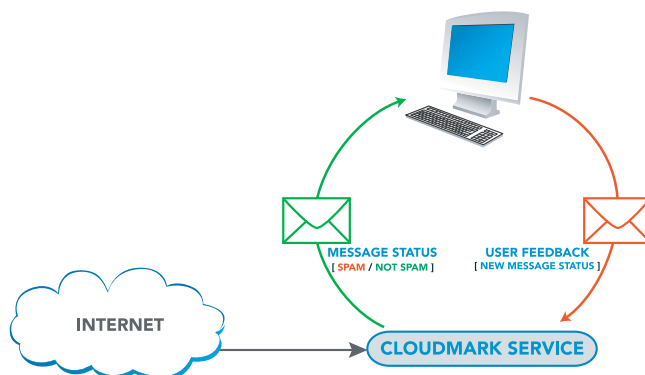 MESSAGE STATUS
[ SPAM / NOT SPAM ]
USER FEEDBACK
[ NEW MESSAGE STATUS ]
INTERNET
CLOUDMARK SERVICE